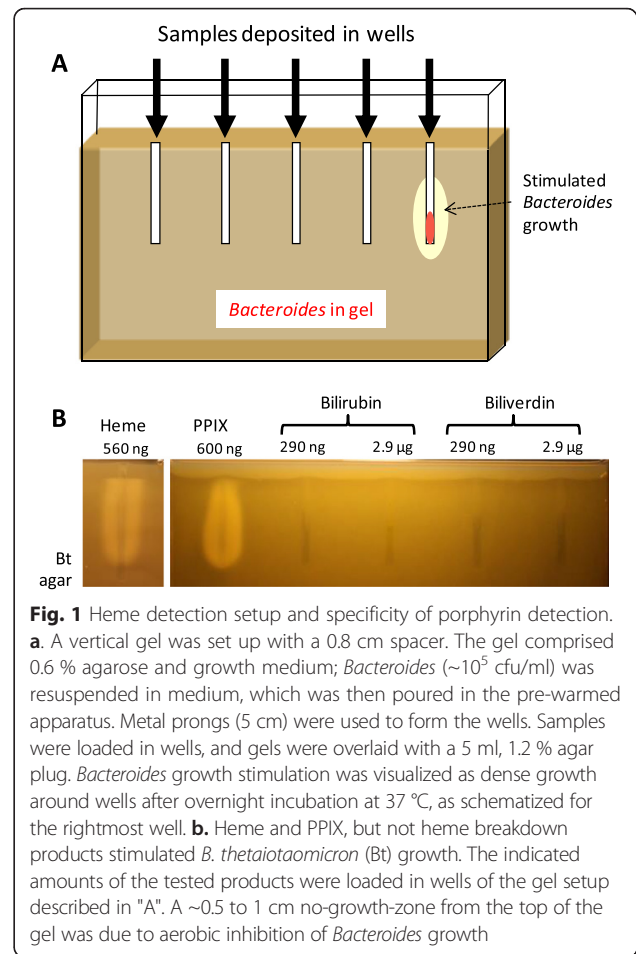 Samples deposited in wells
A
Stimulated
Bacteroides
growth
Bacteroides in gel
B
Heme
560 ng
PPIX
600 ng
Bilirubin
290 ng 2.9 µg
Biliverdin
290 ng 2.9 µg
Bt
agar
Fig. 1 Heme detection setup and specificity of porphyrin detection.
a. A vertical gel was set up with a 0.8 cm spacer. The gel comprised
0.6 % agarose and growth medium; Bacteroides (~10⁵ cfu/ml) was
resuspended in medium, which was then poured in the pre-warmed
apparatus. Metal prongs (5 cm) were used to form the wells. Samples
were loaded in wells, and gels were overlaid with a 5 ml, 1.2 % agar
plug. Bacteroides growth stimulation was visualized as dense growth
around wells after overnight incubation at 37 °C, as schematized for
the rightmost well. b. Heme and PPIX, but not heme breakdown
products stimulated B. thetaiotaomicron (Bt) growth. The indicated
amounts of the tested products were loaded in wells of the gel setup
described in "A". A ~0.5 to 1 cm no-growth-zone from the top of the
gel was due to aerobic inhibition of Bacteroides growth